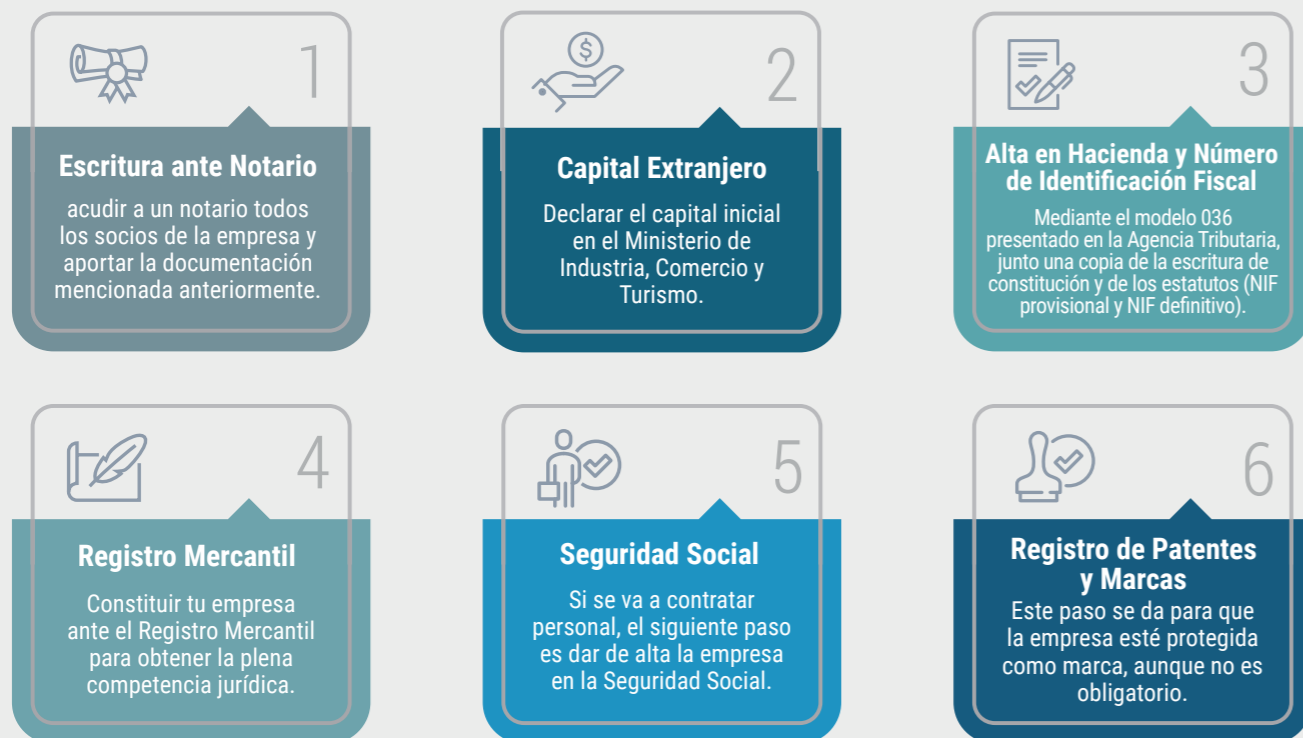 1
Escritura ante Notario
acudir a un notario todos
los socios de la empresa y
aportar la documentación
mencionada anteriormente.
2
Capital Extranjero
Declarar el capital inicial
en el Ministerio de
Industria, Comercio y
Turismo.
3
Alta en Hacienda y Número
de Identificación Fiscal
Mediante el modelo 036
presentado en la Agencia Tributaria,
junto una copia de la escritura de
constitución y de los estatutos (NIF
provisional y NIF definitivo).
4
Registro Mercantil
Constituir tu empresa
ante el Registro Mercantil
para obtener la plena
competencia jurídica.
5
Seguridad Social
Si se va a contratar
personal, el siguiente paso
es dar de alta la empresa
en la Seguridad Social.
6
Registro de Patentes
y Marcas
Este paso se da para que
la empresa esté protegida
como marca, aunque no es
obligatorio.